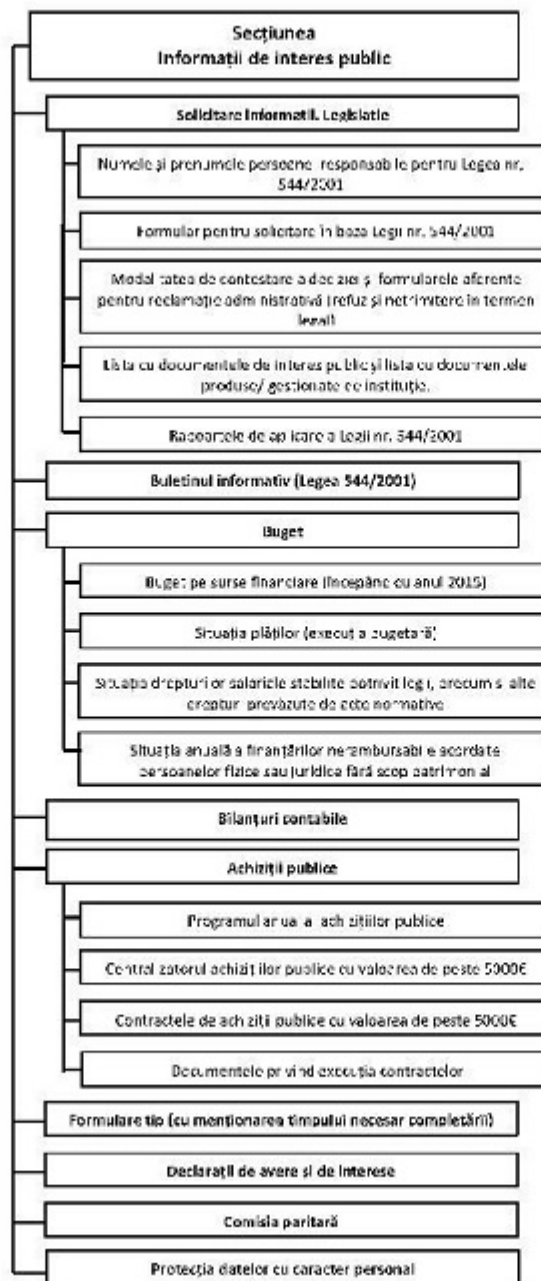 Secțiunea
Informații de interes public
Solicitare informații. Legislație
Numele și prenumele persoanei responsabile pentru Legea nr.
544/2001
Formular pentru solicitare în baza Legii nr. 544/2001
Modalitatea de contestare a deciziei și formularele aferente
pentru reclamație administrativă (refuz și netrimitere în termen
legal)
Lista cu documentele de interes public și lista cu documentele
produse/ gestionate de instituție.
Rapoartele de aplicare a Legii nr. 544/2001
Buletinul informativ (Legea 544/2001)
Buget
Buget pe surse financiare (începând cu anul 2015)
Situația plăților (execuția bugetară)
Situația drepturilor salariale stabilite potrivit legii, precum și alte
drepturi prevăzute de acte normative
Situația anuală a finanțărilor nerambursabile acordate
persoanelor fizice sau juridice fără scop patrimonial
Bilanțuri contabile
Achiziții publice
Programul anual al achizițiilor publice
Centralizatorul achizițiilor publice cu valoarea de peste 5000€
Contractele de achiziții publice cu valoarea de peste 5000€
Documentele privind execuția contractelor
Formulare tip (cu menționarea timpului necesar completării)
Declarații de avere și de interese
Comisia paritară
Protecția datelor cu caracter personal